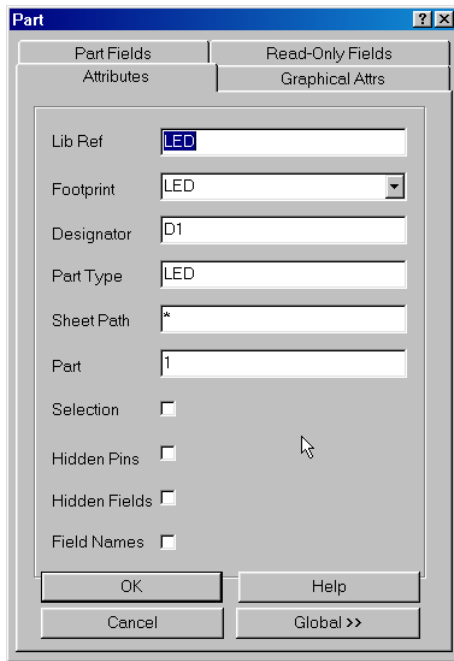 Part
Part Fields Read-Only Fields
Attributes Graphical Attrs
Lib Ref LED
Footprint LED
Designator D1
Part Type LED
Sheet Path *
Part 1
Selection
Hidden Pins
Hidden Fields
Field Names
OK Help
Cancel Global >>